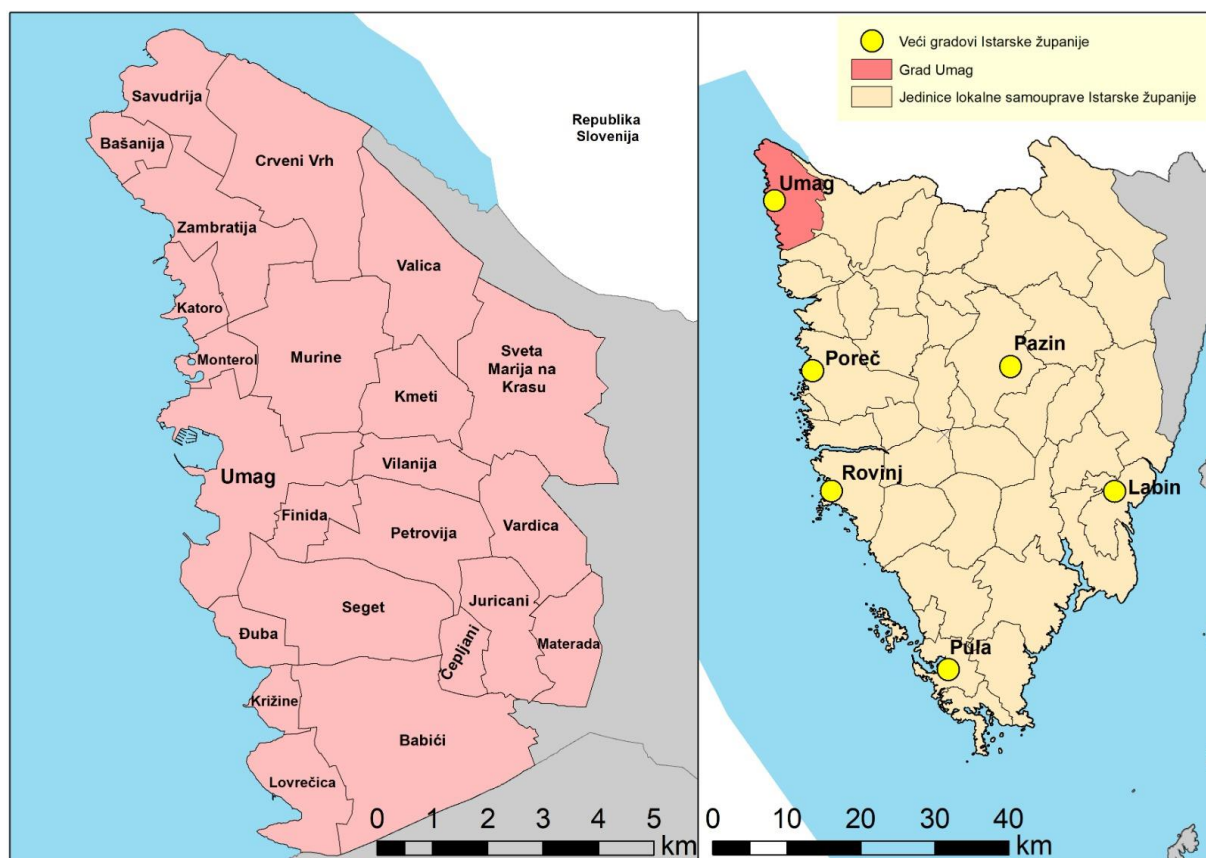 Savudrija
Bašanija
Crveni Vrh
Republika
Slovenija
Zambratija
Valica
Katoro
Monterol
Murine
Sveta
Marija na
Krasu
Kmeti
Umag
Vilanija
Finida
Petrovija
Vardica
Seget
Juricani
Đuba
Čepljani
Materada
Križine
Babići
Lovrečica
0 1 2 3 4 5
km
Veći gradovi Istarske županije
Grad Umag
Jedinice lokalne samouprave Istarske županije
Umag
Poreč
Pazin
Rovinj
Labin
Pula
0 10 20 30 40
km